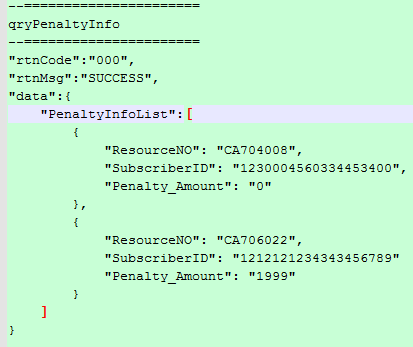 --======================
qryPenaltyInfo
--======================
"rtnCode":"000",
"rtnMsg":"SUCCESS",
"data":{
    "PenaltyInfoList":[
        {
            "ResourceNO": "CA704008",
            "SubscriberID": "1230004560334453400",
            "Penalty_Amount": "0"
        },
        {
            "ResourceNO": "CA706022",
            "SubscriberID": "1212121234343456789"
            "Penalty_Amount": "1999"
        }
    ]
}